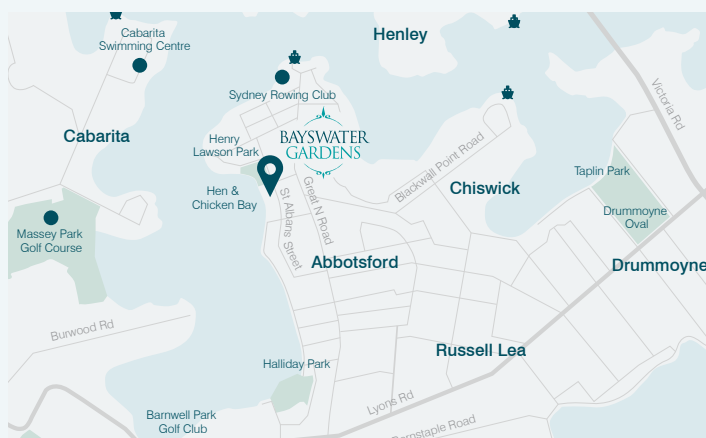 Cabarita
Swimming Centre
Henley
Sydney Rowing Club
Victoria Rd
Cabarita
Henry
Lawson Park
BAYSWATER
GARDENS
Blackwall Point Road
Taplin Park
Hen &
Chicken Bay
St Albans Street
Great N Road
Chiswick
Drummoyne
Oval
Massey Park
Golf Course
Abbotsford
Drummoyne
Burwood Rd
Russell Lea
Halliday Park
Lyons Rd
Barnwell Park
Golf Club
Road